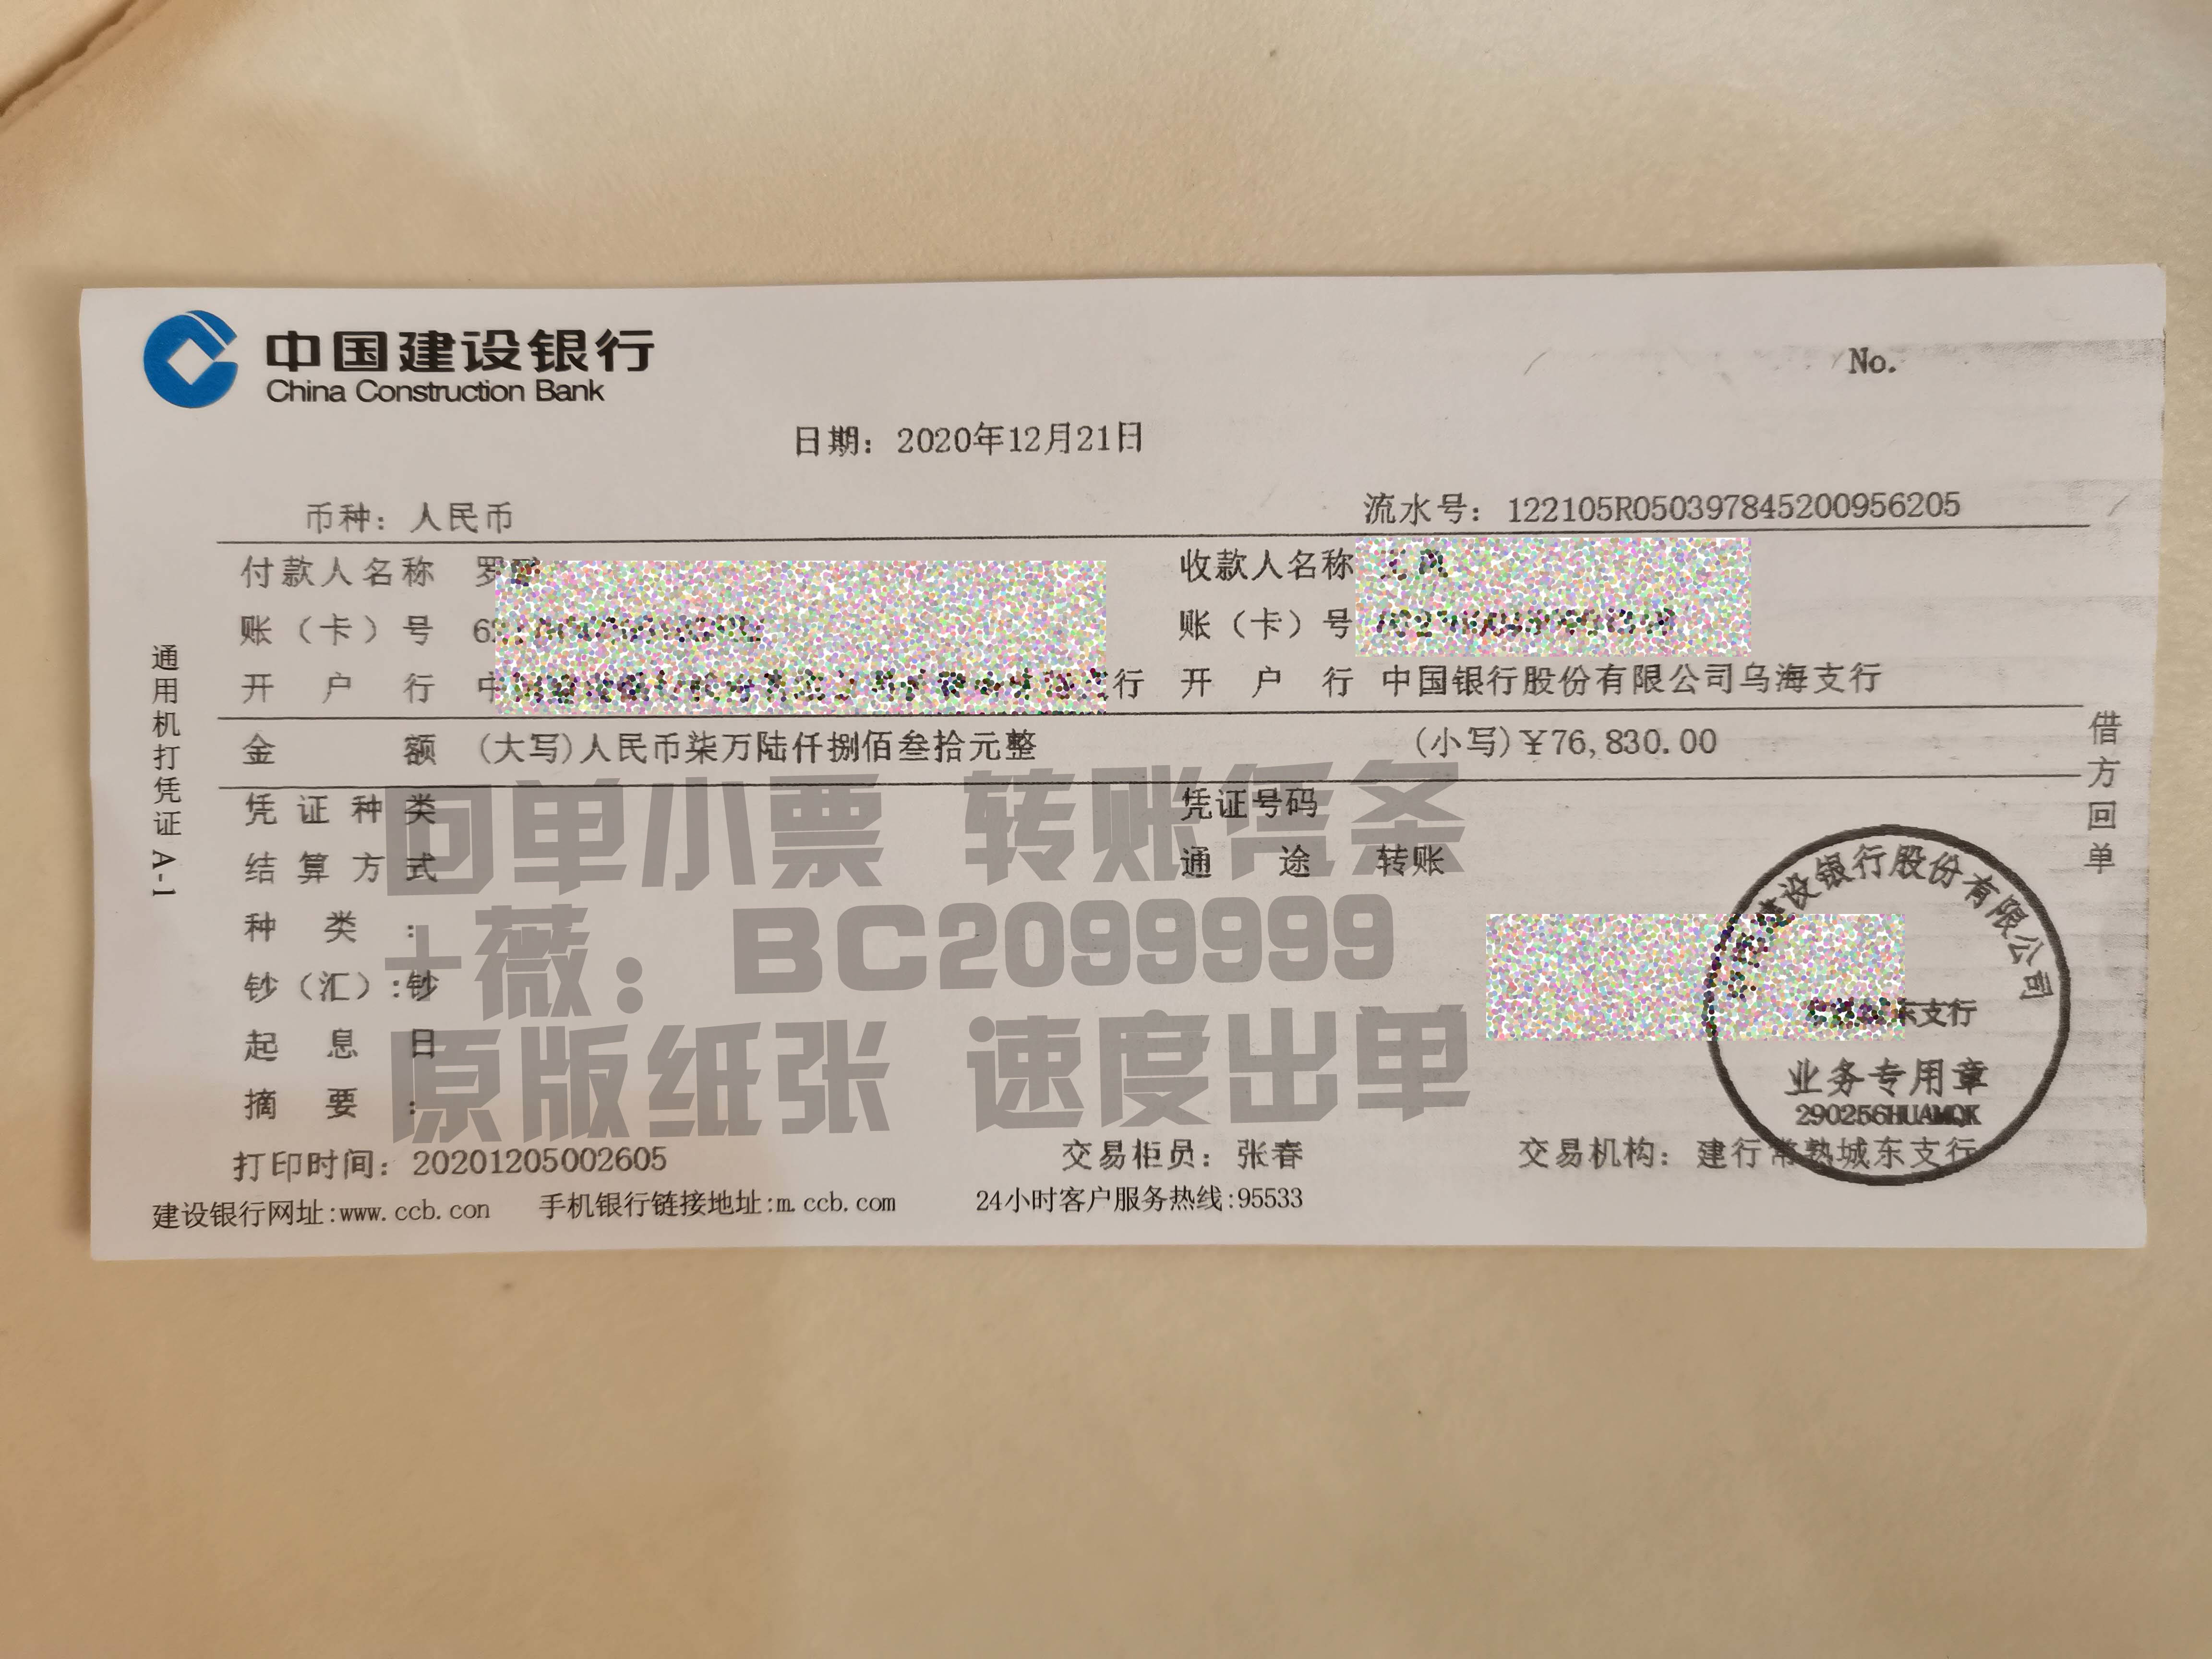 中国建设银行
China Construction Bank
No.
日期：2020年12月21日
币种：人民币
流水号：122105R050397845200956205
付款人名称 罗
收款人名称
账（卡）号 6
账（卡）号
开户行 中 行
开户行 中国银行股份有限公司乌海支行
金额 (大写)人民币柒万陆仟捌佰叁拾元整 (小写)￥76,830.00
回单小票 转账凭条
+薇：BC2099999
原版纸张 速度出单
凭证种类
凭证号码
结算方式
通途 转账
种类：
钞（汇）:钞
起息日
摘要：
建设银行股份有限公司
东支行
业务专用章
290256HUAMQK
打印时间：20201205002605
交易柜员：张春
交易机构：建行常熟城东支行
建设银行网址:www.ccb.con
手机银行链接地址:m.ccb.com
24小时客户服务热线:95533
通用机打凭证 A-1
借方回单